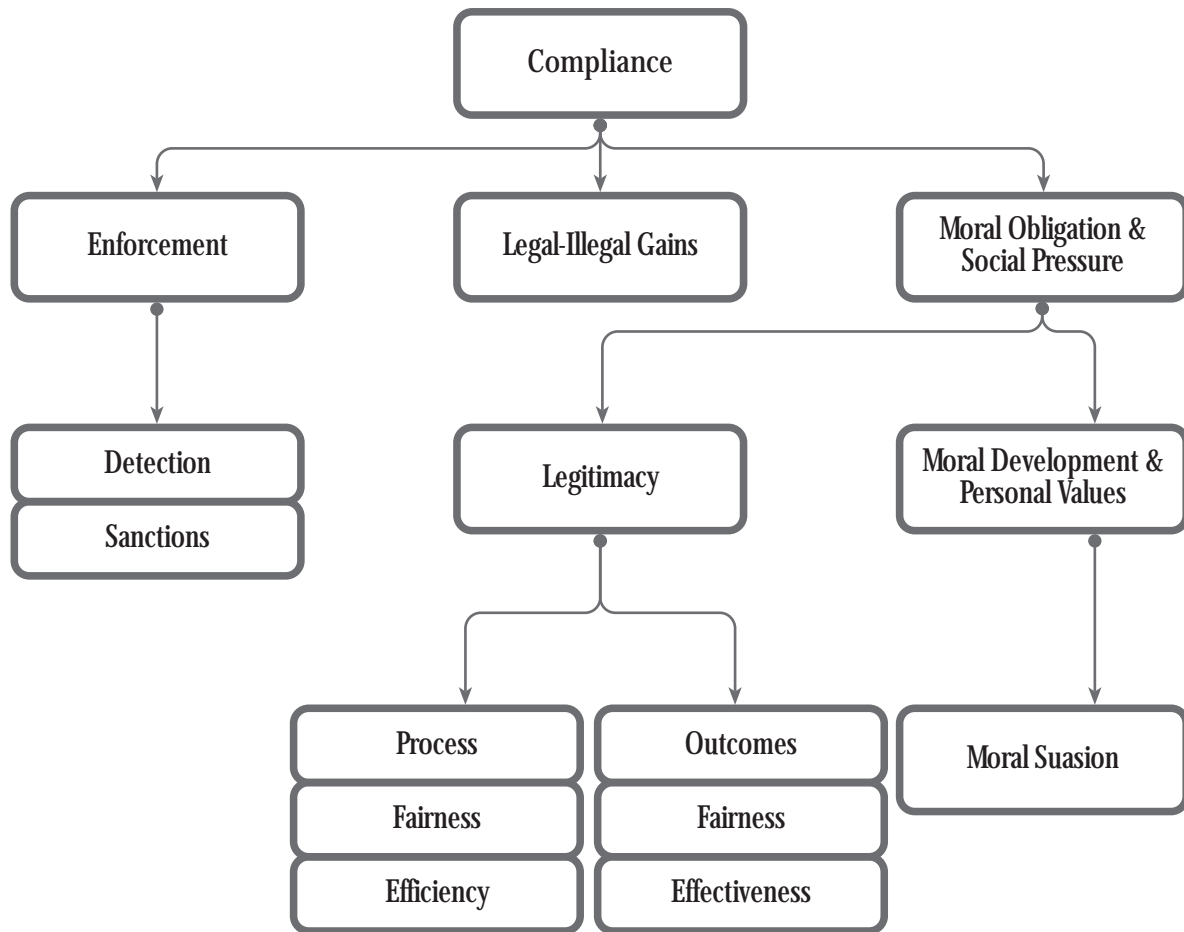 Compliance
Enforcement
Legal-Illegal Gains
Moral Obligation &
Social Pressure
Detection
Sanctions
Legitimacy
Moral Development &
Personal Values
Process
Fairness
Efficiency
Outcomes
Fairness
Effectiveness
Moral Suasion